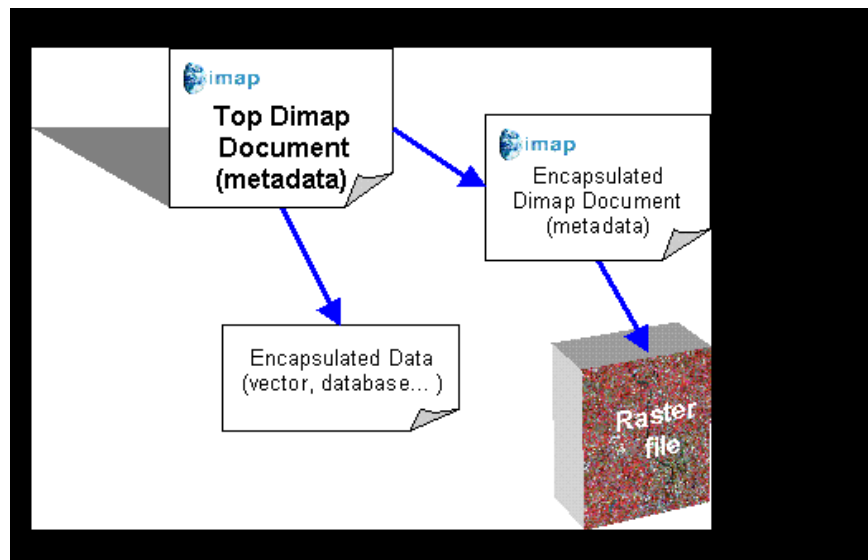 imap
Top Dimap
Document
(metadata)
imap
Encapsulated
Dimap Document
(metadata)
Encapsulated Data
(vector, database... )
Raster
file